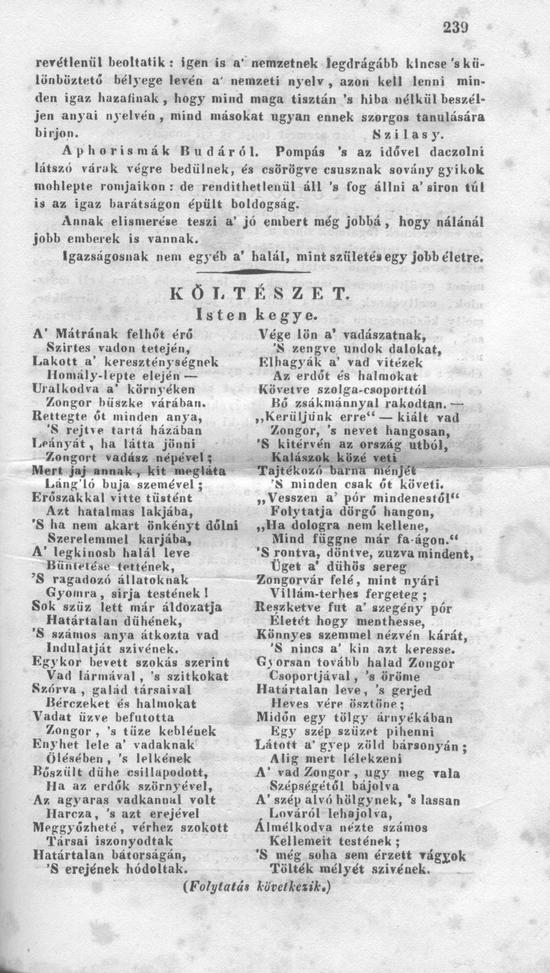 239
revétlenül beoltatik : igen is a' nemzetnek legdrágább kincse 's kü-
lönböztető bélyege levén a' nemzeti nyelv , azon kell lenni min-
den igaz hazafinak , hogy mind maga tisztán 's hiba nélkül beszél-
jen anyai nyelvén , mind másokat ugyan ennek szorgos tanulására
birjon. Szilasy.
Aphorismák Budáról. Pompás 's az idővel daczolni
látszó várak végre bedülnek, és csörögve csusznak sovány gyikok
mohlepte romjaikon : de rendithetlenül áll 's fog állni a' siron túl
is az igaz barátságon épült boldogság.
Annak elismerése teszi a' jó embert még jobbá , hogy nálánál
jobb emberek is vannak.
Igazságosnak nem egyéb a' halál, mint születés egy jobb életre.
KÖLTÉSZET.
Isten kegye.
A' Mátrának felhőt érő
Szirtes vadon tetején,
Lakott a' kereszténységnek
Homály-lepte elején —
Uralkodva a' környéken
Zongor büszke várában.
Rettegte őt minden anya,
'S rejtve tartá házában
Leányát , ha látta jönni
Zongort vadász népével ;
Mert jaj annak, kit megláta
Láng'ló buja szemével ;
Erőszakkal vitte tüstént
Azt hatalmas lakjába,
'S ha nem akart önkényt dőlni
Szerelemmel karjába,
A' legkinosb halál leve
Büntetése tettének,
'S ragadozó állatoknak
Gyomra , sirja testének !
Sok szüz lett már áldozatja
Határtalan dühének,
'S számos anya átkozta vad
Indulatját szivének.
Egykor bevett szokás szerint
Vad lármával , 's szitkokat
Szórva , galád társaival
Bérczeket és halmokat
Vadat üzve befutotta
Zongor , 's tüze keblének
Enyhet lele a' vadaknak
Ölésében , 's lelkének
Bőszült dühe csillapodott,
Ha az erdők szörnyével,
Az agyaras vadkannal volt
Harcza, 's azt erejével
Meggyőzheté , vérhez szokott
Társai iszonyodtak
Határtalan bátorságán,
'S erejének hódoltak.
Vége lön a' vadászatnak,
'S zengve undok dalokat,
Elhagyák a' vad vitézek
Az erdőt és halmokat
Követve szolga-csoporttól
Bő zsákmánnyal rakodtan. —
„Kerüljünk erre“ — kiált vad
Zongor, 's nevet hangosan,
'S kitérvén az ország utból,
Kalászok közé veti
Tajtékozó barna ménjét
'S minden csak őt követi.
„Vesszen a' pór mindenestől“
Folytatja dörgő hangon,
„Ha dologra nem kellene,
Mind függne már fa-ágon.“
'S rontva, döntve, zuzva mindent,
Üget a' dühös sereg
Zongorvár felé, mint nyári
Villám-terhes fergeteg ;
Reszketve fut a' szegény pór
Életét hogy menthesse,
Könnyes szemmel nézvén kárát,
'S nincs a' kin azt keresse.
Gyorsan tovább halad Zongor
Csoportjával, 's öröme
Határtalan leve, 's gerjed
Heves vére ösztöne ;
Midőn egy tölgy árnyékában
Egy szép szüzet pihenni
Látott a' gyep zöld bársonyán ;
Alig mert lélekzeni
A' vad Zongor , ugy meg vala
Szépségétől bájolva
A' szép alvó hölgynek, 's lassan
Lováról lehajolva,
Álmélkodva nézte számos
Kellemeit testének ;
'S még soha sem érzett vágyok
Tölték mélyét szivének.
(Folytatás következik.)